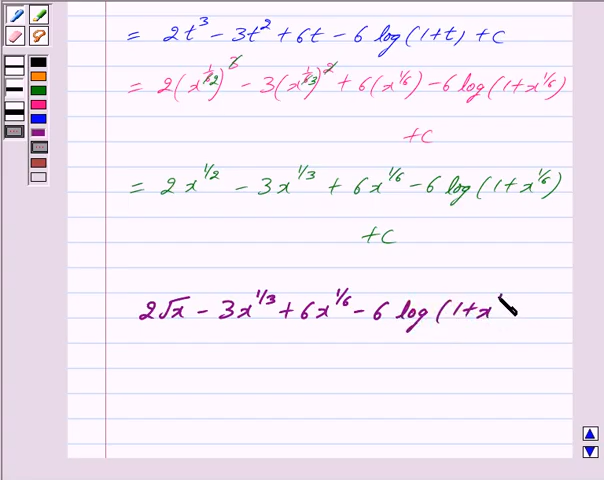 = 2t³ - 3t² + 6t - 6 log(1+t) + c
= 2(x^{1/6})³ - 3(x^{1/6})² + 6(x^{1/6}) - 6 log(1+x^{1/6})
+c
= 2x^{1/2} - 3x^{1/3} + 6x^{1/6} - 6 log(1+x^{1/6})
+c
2√x - 3x^{1/3} + 6x^{1/6} - 6 log(1+x